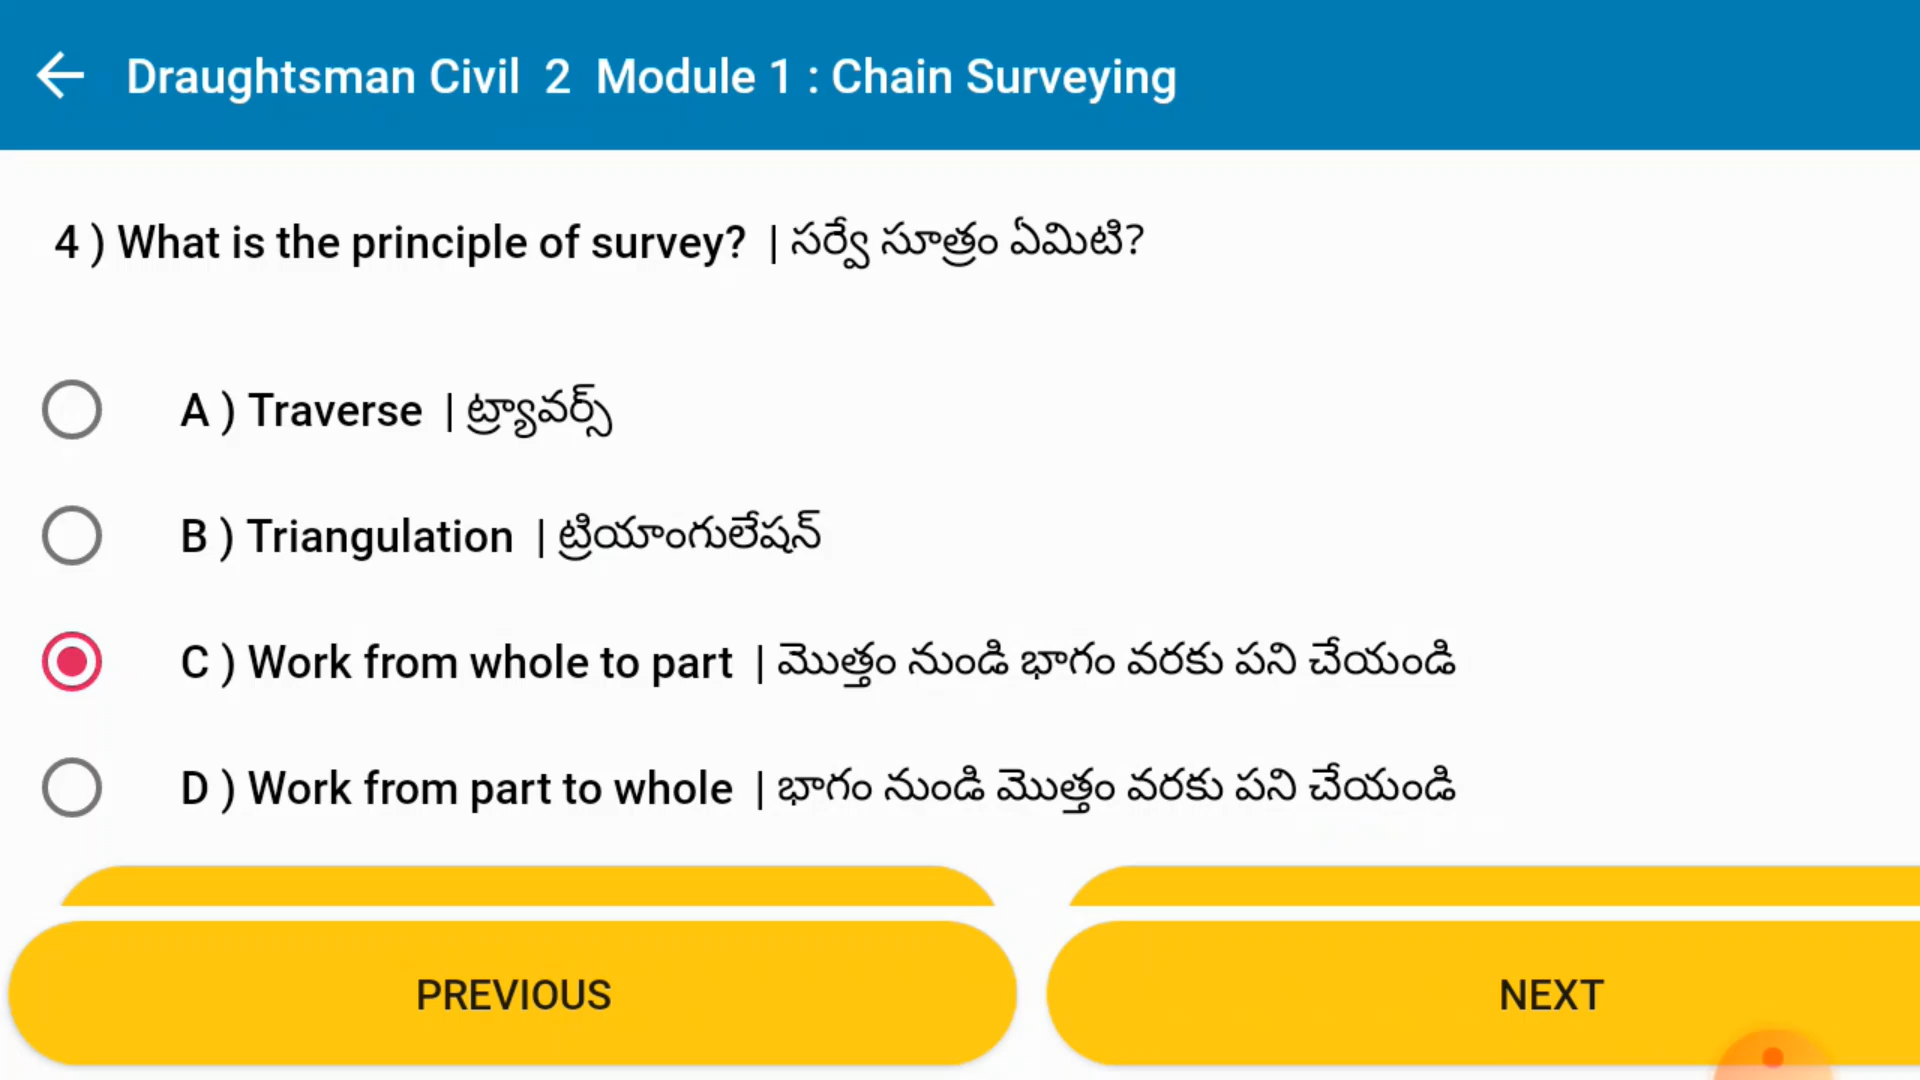 Draughtsman Civil 2 Module 1 : Chain Surveying
4 ) What is the principle of survey? | సర్వే సూత్రం ఏమిటి?
A ) Traverse | ట్రావర్స్
B ) Triangulation | ట్రియాంగులేషన్
C ) Work from whole to part | మొత్తం నుండి భాగం వరకు పని చేయండి
D ) Work from part to whole | భాగం నుండి మొత్తం వరకు పని చేయండి
PREVIOUS
NEXT